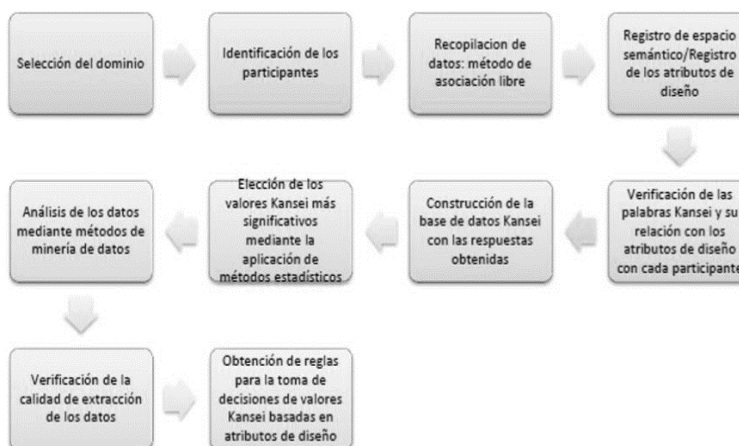 Selección del dominio
Identificación de los
participantes
Recopilacion de
datos: método de
asociación libre
Registro de espacio
semántico/Registro
de los atributos de
diseño
Verificación de las
palabras Kansei y su
relación con los
atributos de diseño
con cada participante
Construcción de la
base de datos Kansei
con las respuestas
obtenidas
Elección de los
valores Kansei más
significativos
mediante la
aplicación de
métodos estadísticos
Análisis de los datos
mediante métodos de
minería de datos
Verificación de la
calidad de extracción
de los datos
Obtención de reglas
para la toma de
decisiones de valores
Kansei basadas en
atributos de diseño